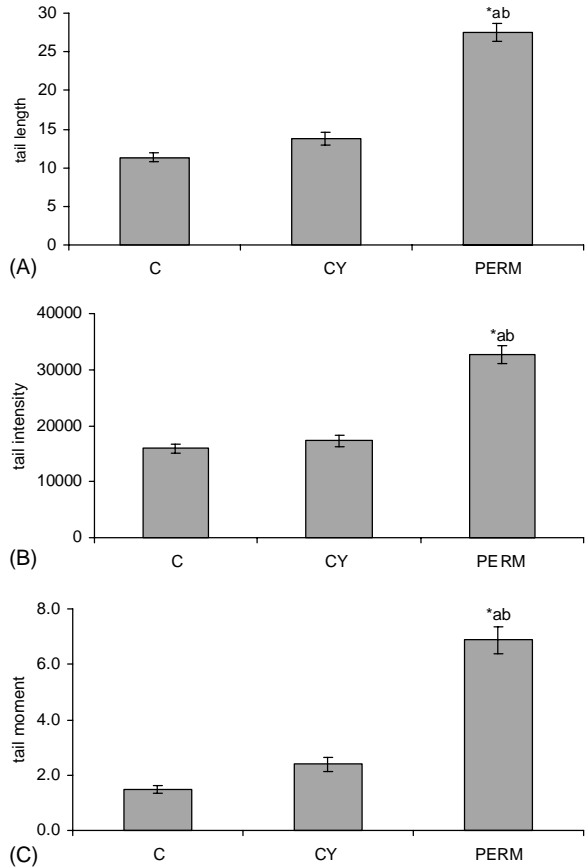 30
*ab
25
20
15
10
5
0
tail length
(A)
C CY PERM
40000
*ab
30000
20000
10000
0
tail intensity
(B)
C CY PERM
8.0
*ab
6.0
4.0
2.0
0.0
tail moment
(C)
C CY PERM